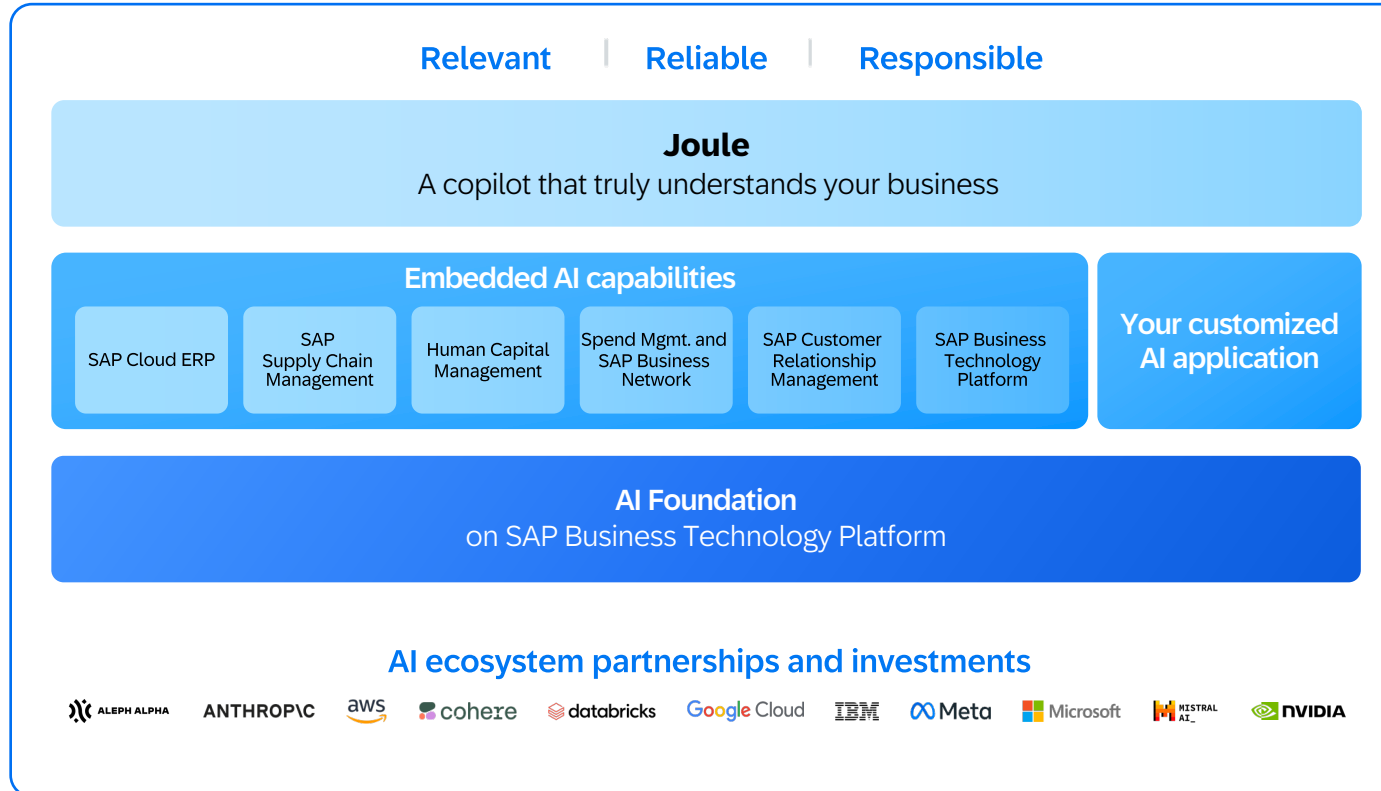 Relevant | Reliable | Responsible
Joule
A copilot that truly understands your business
Embedded AI capabilities
SAP Cloud ERP
SAP
Supply Chain
Management
Human Capital
Management
Spend Mgmt. and
SAP Business
Network
SAP Customer
Relationship
Management
SAP Business
Technology
Platform
Your customized
AI application
AI Foundation
on SAP Business Technology Platform
AI ecosystem partnerships and investments
ALEPH ALPHA
ANTHROP\C
aws
cohere
databricks
Google Cloud
IBM
Meta
Microsoft
MISTRAL
AI_
NVIDIA